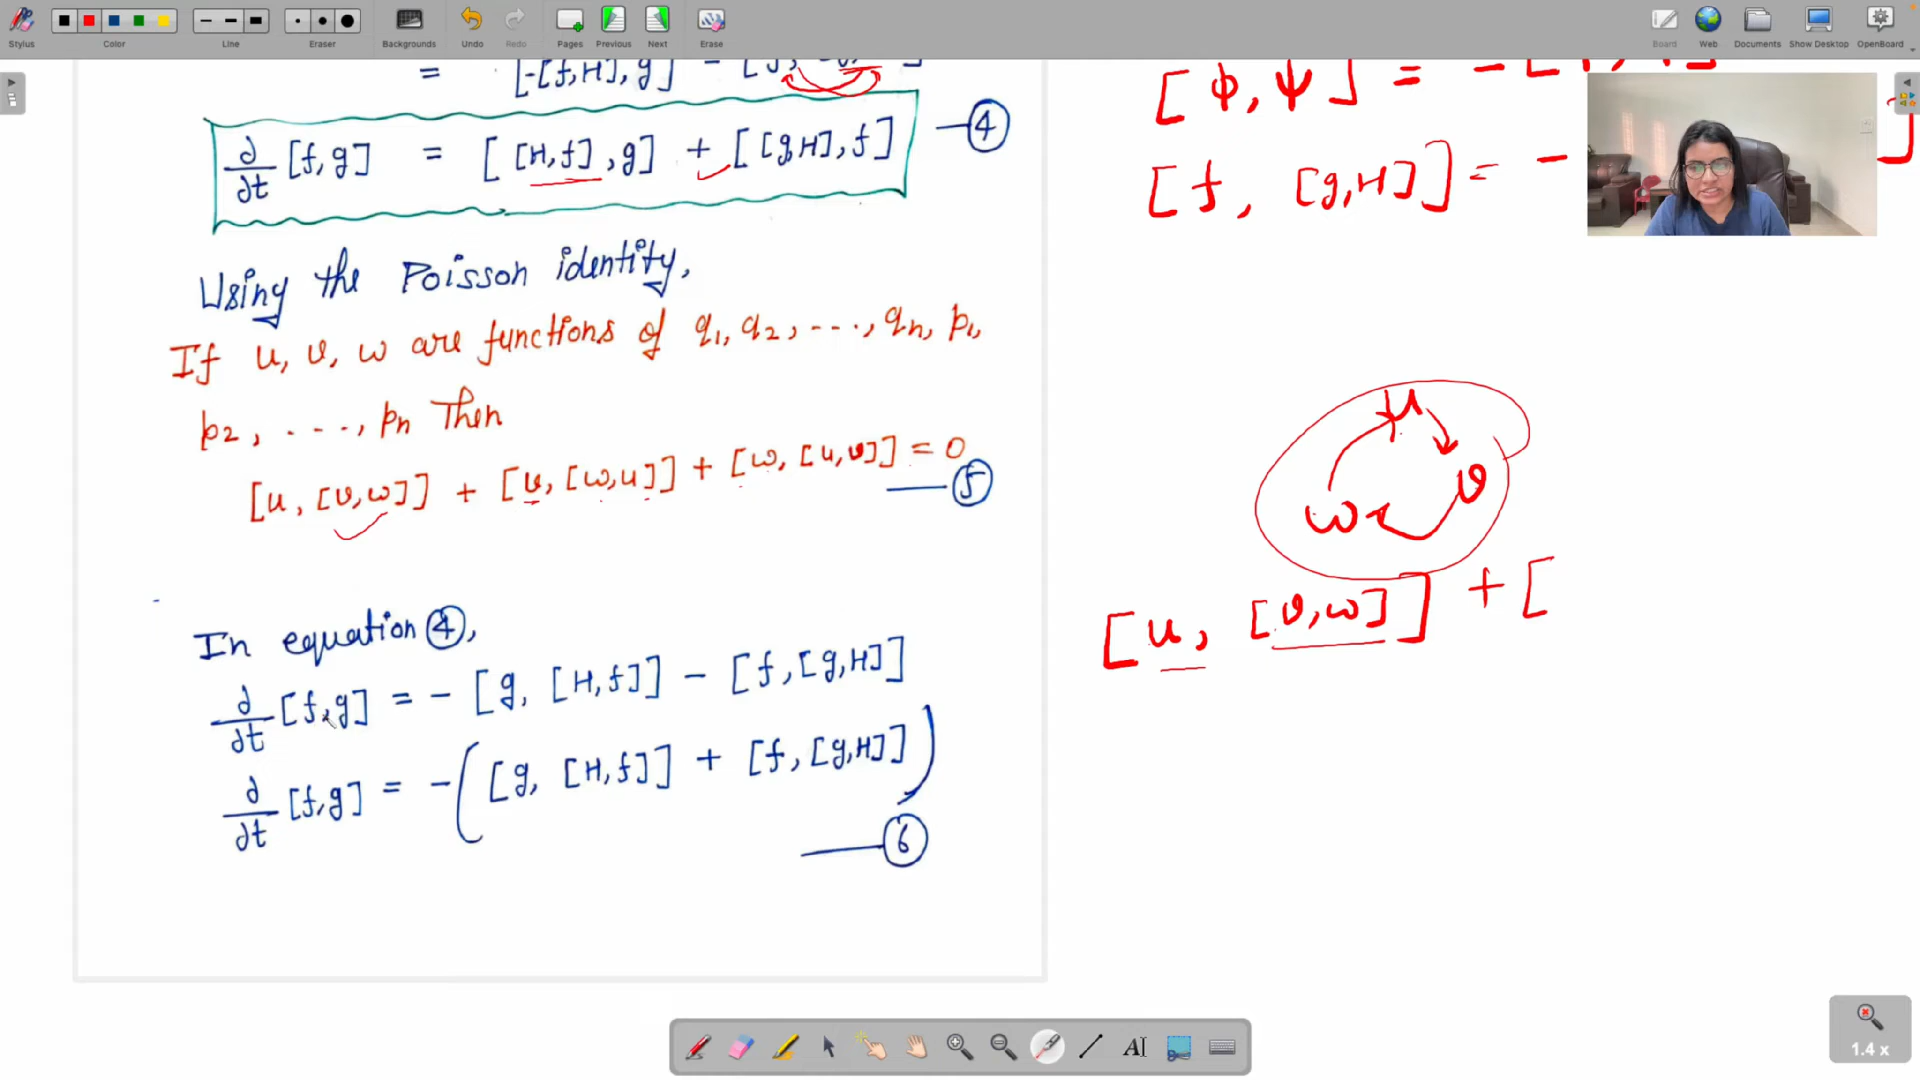 Stylus
Color
Line
Eraser
Backgrounds
Undo
Redo
Pages
Previous
Next
Erase
Board
Web
Documents
Show Desktop
OpenBoard
= [-[f,H], g] -
∂/∂t [f,g] = [[H,f],g] + [[g,H],f] — ④
Using the Poisson identity,
If u, v, w are functions of q1, q2, ...., qn, p1,
p2, ...., pn Then
[u, [v,w]] + [v, [w,u]] + [w, [u,v]] = 0
— ⑤
In equation ④,
∂/∂t [f,g] = - [g, [H,f]] - [f, [g,H]]
∂/∂t [f,g] = -([g, [H,f]] + [f, [g,H]])
— ⑥
[ϕ, ψ] = -[
[f, [g,H]] = -
u
v
w
[u, [v,w]] + [
1.4 x